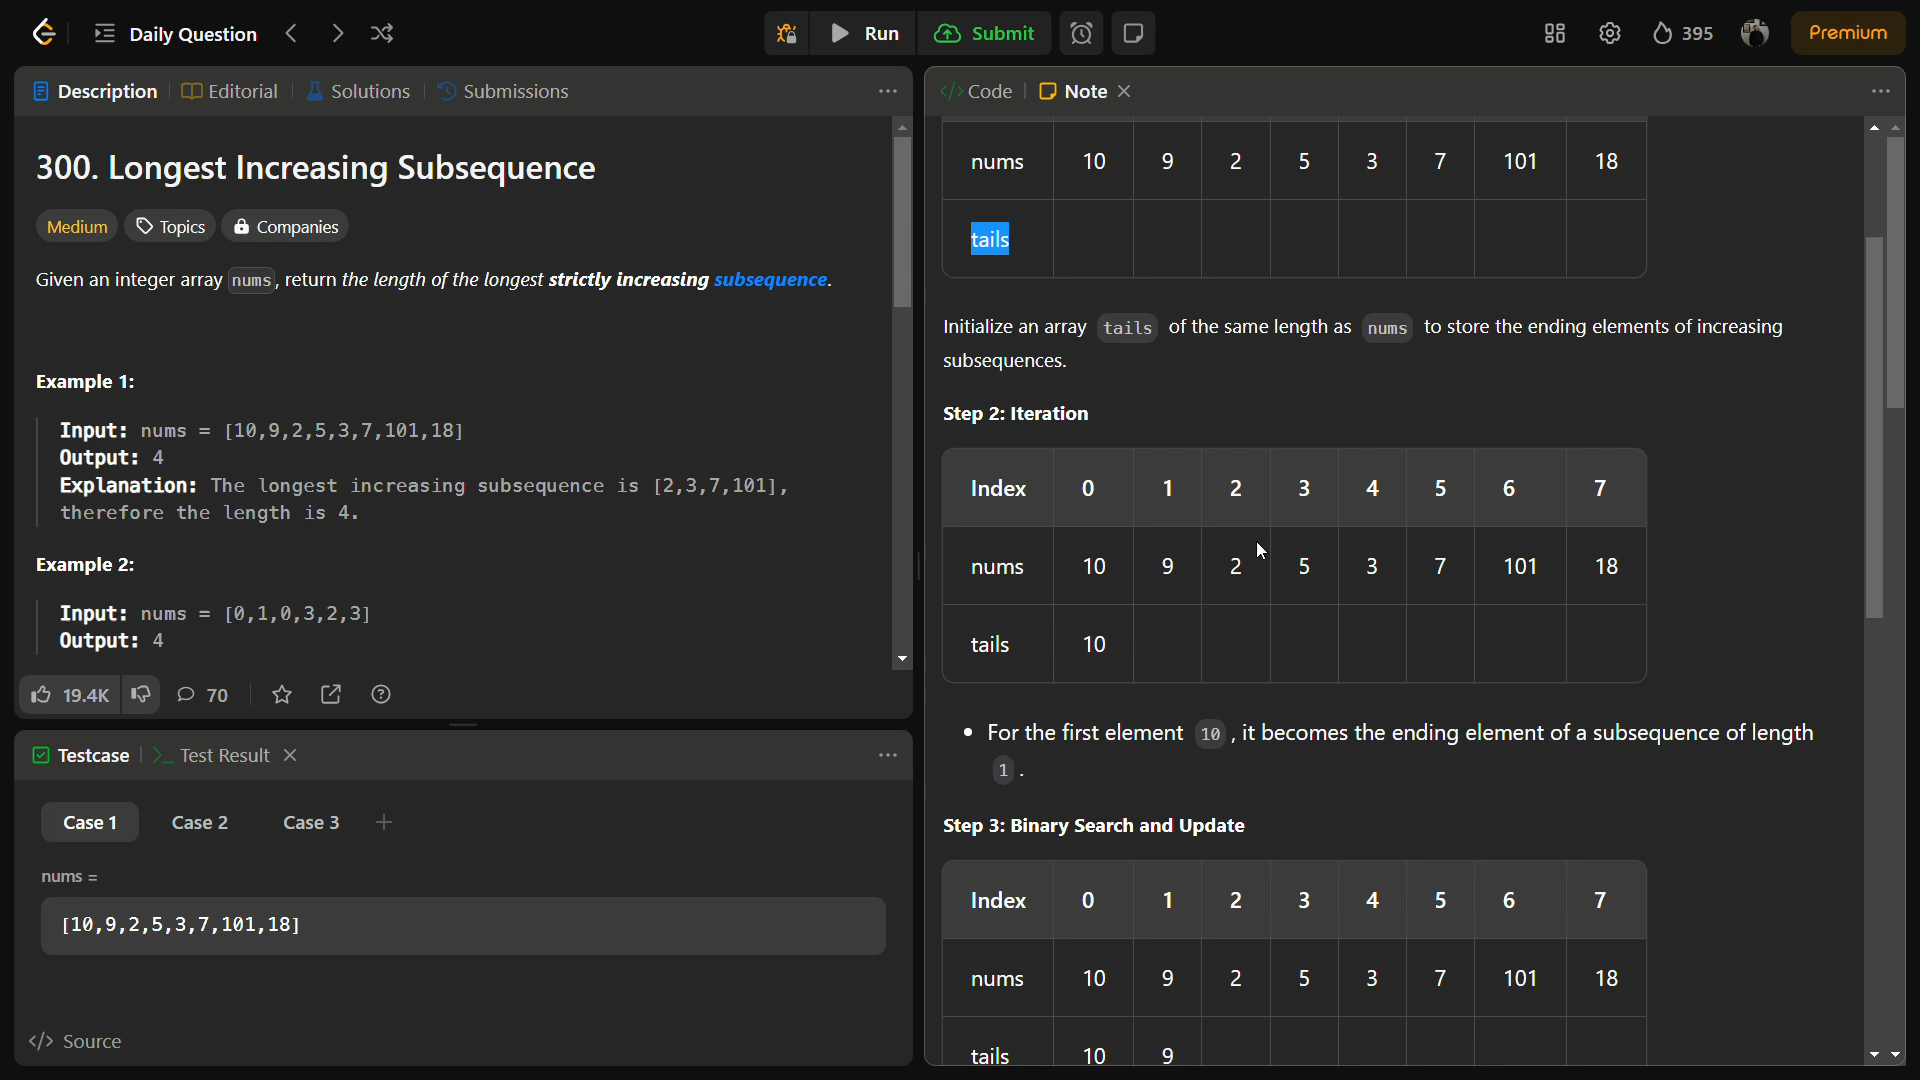 Daily Question
Run
Submit
395
Premium
Description
Editorial
Solutions
Submissions
300. Longest Increasing Subsequence
Medium
Topics
Companies
Given an integer array nums, return the length of the longest strictly increasing subsequence.
Example 1:
Input: nums = [10,9,2,5,3,7,101,18]
Output: 4
Explanation: The longest increasing subsequence is [2,3,7,101],
therefore the length is 4.
Example 2:
Input: nums = [0,1,0,3,2,3]
Output: 4
19.4K
70
Testcase
Test Result
Case 1
Case 2
Case 3
nums =
[10,9,2,5,3,7,101,18]
Source
Code
Note
nums 10 9 2 5 3 7 101 18
tails
Initialize an array tails of the same length as nums to store the ending elements of increasing
subsequences.
Step 2: Iteration
Index 0 1 2 3 4 5 6 7
nums 10 9 2 5 3 7 101 18
tails 10
• For the first element 10 , it becomes the ending element of a subsequence of length
1 .
Step 3: Binary Search and Update
Index 0 1 2 3 4 5 6 7
nums 10 9 2 5 3 7 101 18
tails 10 9